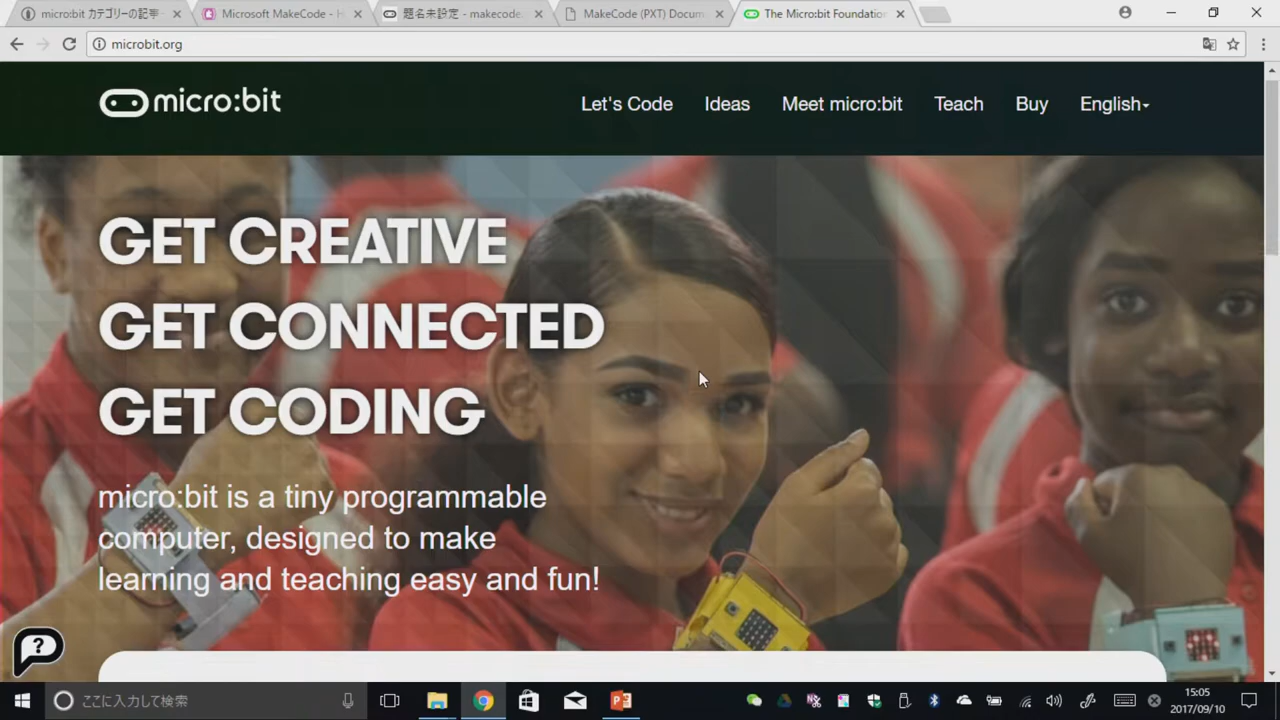 micro:bit カテゴリーの記事
Microsoft MakeCode - H
題名未設定 - makecode.
MakeCode (PXT) Docum
The Micro:bit Foundation
microbit.org
micro:bit
Let's Code
Ideas
Meet micro:bit
Teach
Buy
English
GET CREATIVE
GET CONNECTED
GET CODING
micro:bit is a tiny programmable
computer, designed to make
learning and teaching easy and fun!
?
ここに入力して検索
15:05
2017/09/10